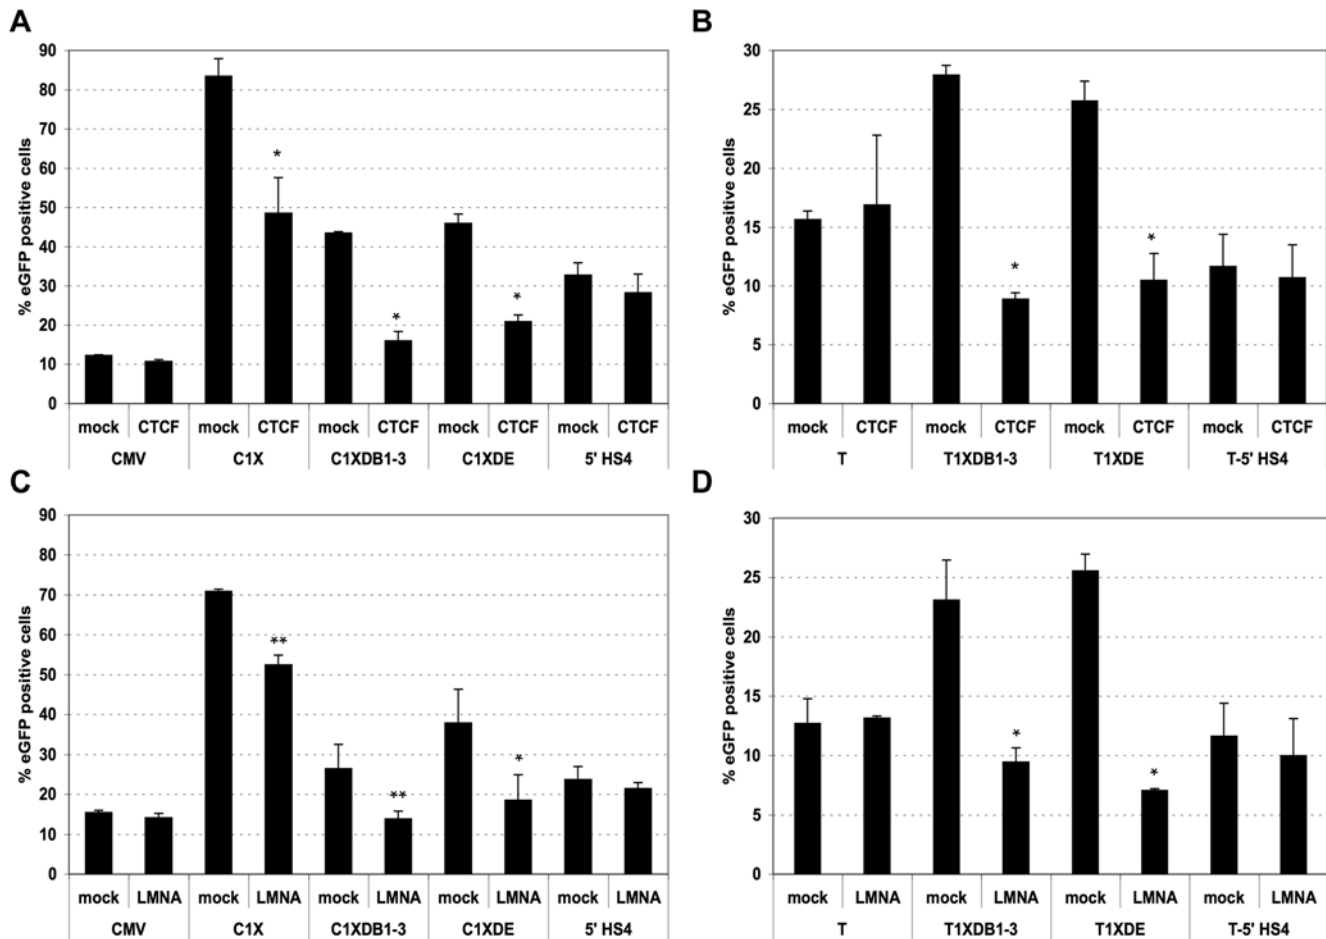 A
% eGFP positive cells
90
80
70
60
50
40
30
20
10
0
*
*
*
mock CTCF mock CTCF mock CTCF mock CTCF mock CTCF
CMV C1X C1XDB1-3 C1XDE 5' HS4
B
% eGFP positive cells
30
25
20
15
10
5
0
*
*
mock CTCF mock CTCF mock CTCF mock CTCF
T T1XDB1-3 T1XDE T-5' HS4
C
% eGFP positive cells
90
80
70
60
50
40
30
20
10
0
**
**
*
mock LMNA mock LMNA mock LMNA mock LMNA mock LMNA
CMV C1X C1XDB1-3 C1XDE 5' HS4
D
% eGFP positive cells
30
25
20
15
10
5
0
*
*
mock LMNA mock LMNA mock LMNA mock LMNA
T T1XDB1-3 T1XDE T-5' HS4